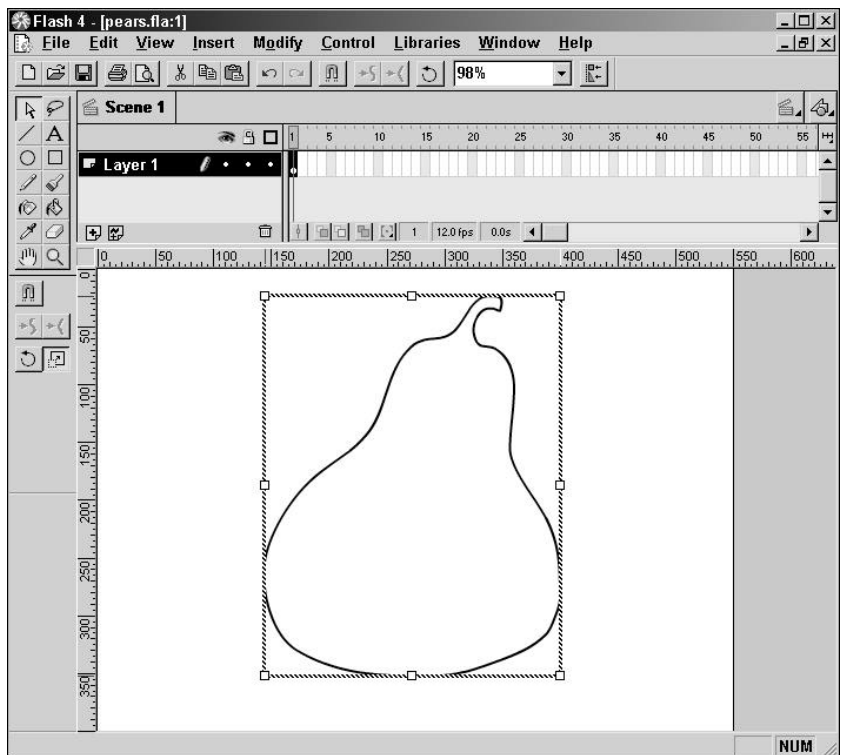 Flash 4 - [pears.fla:1]
File Edit View Insert Modify Control Libraries Window Help
98%
Scene 1
1 5 10 15 20 25 30 35 40 45 50 55
Layer 1
1 12.0 fps 0.0s
0 50 100 150 200 250 300 350 400 450 500 550 600
0
50
100
150
200
250
300
350
A
NUM